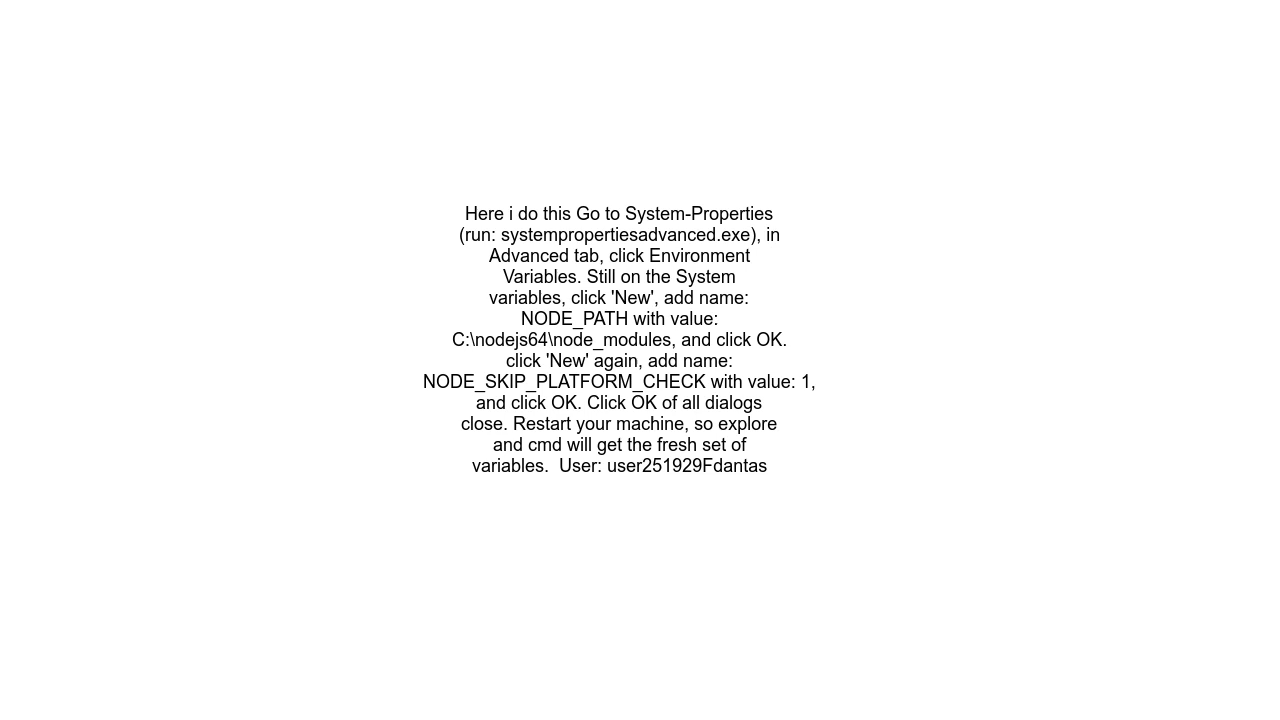 Here i do this Go to System-Properties
(run: systempropertiesadvanced.exe), in
Advanced tab, click Environment
Variables. Still on the System
variables, click 'New', add name:
NODE_PATH with value:
C:\nodejs64\node_modules, and click OK.
click 'New' again, add name:
NODE_SKIP_PLATFORM_CHECK with value: 1,
and click OK. Click OK of all dialogs
close. Restart your machine, so explore
and cmd will get the fresh set of
variables.  User: user251929Fdantas